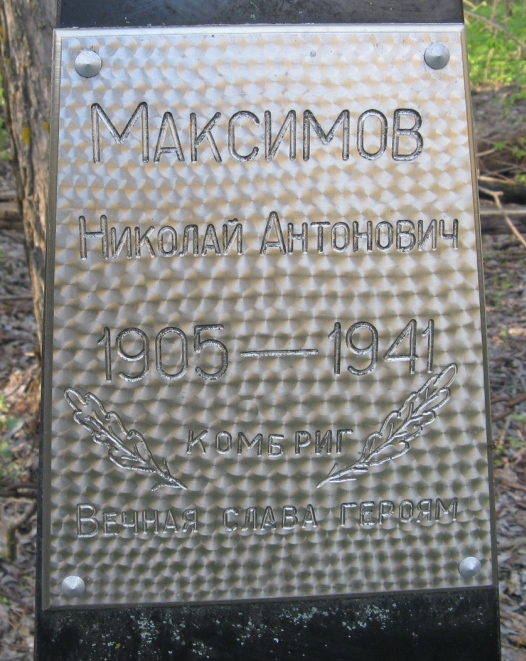 Максимов
Николай Антонович
1905 — 1941
комбриг
Вечная слава героям